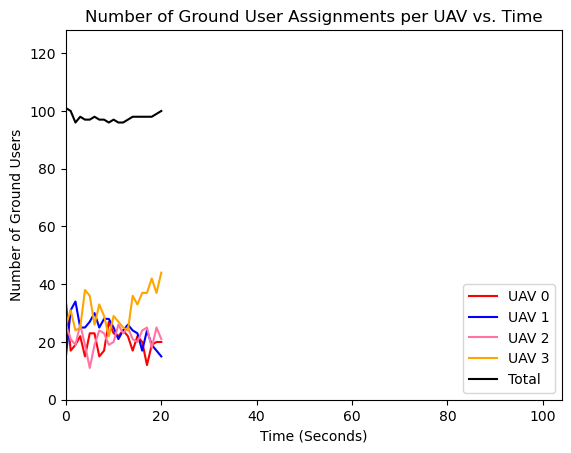 Number of Ground User Assignments per UAV vs. Time
Number of Ground Users
120
100
80
60
40
20
0
0 20 40 60 80 100
Time (Seconds)
UAV 0
UAV 1
UAV 2
UAV 3
Total